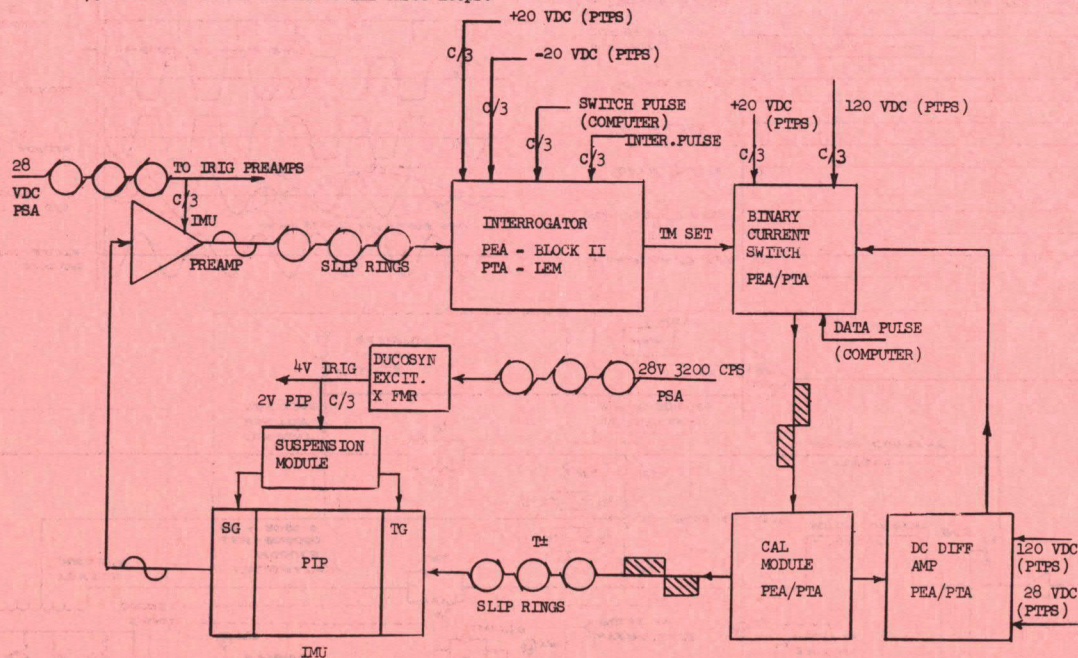 +20 VDC (PTPS)
C/3
-20 VDC (PTPS)
C/3
SWITCH PULSE
(COMPUTER)
C/3
INTER.PULSE
C/3
+20 VDC
(PTPS)
C/3
120 VDC (PTPS)
C/3
28
VDC
PSA
TO IRIG PREAMPS
C/3
IMU
PREAMP
SLIP RINGS
INTERROGATOR
PEA - BLOCK II
PTA - LEM
TM SET
BINARY
CURRENT
SWITCH
PEA/PTA
DATA PULSE
(COMPUTER)
4V IRIG
2V PIP
C/3
DUCOSYN
EXCIT.
X FMR
28V 3200 CPS
PSA
SUSPENSION
MODULE
SG
PIP
TG
IMU
T±
SLIP RINGS
CAL
MODULE
PEA/PTA
DC DIFF
AMP
PEA/PTA
120 VDC
(PTPS)
28 VDC
(PTPS)